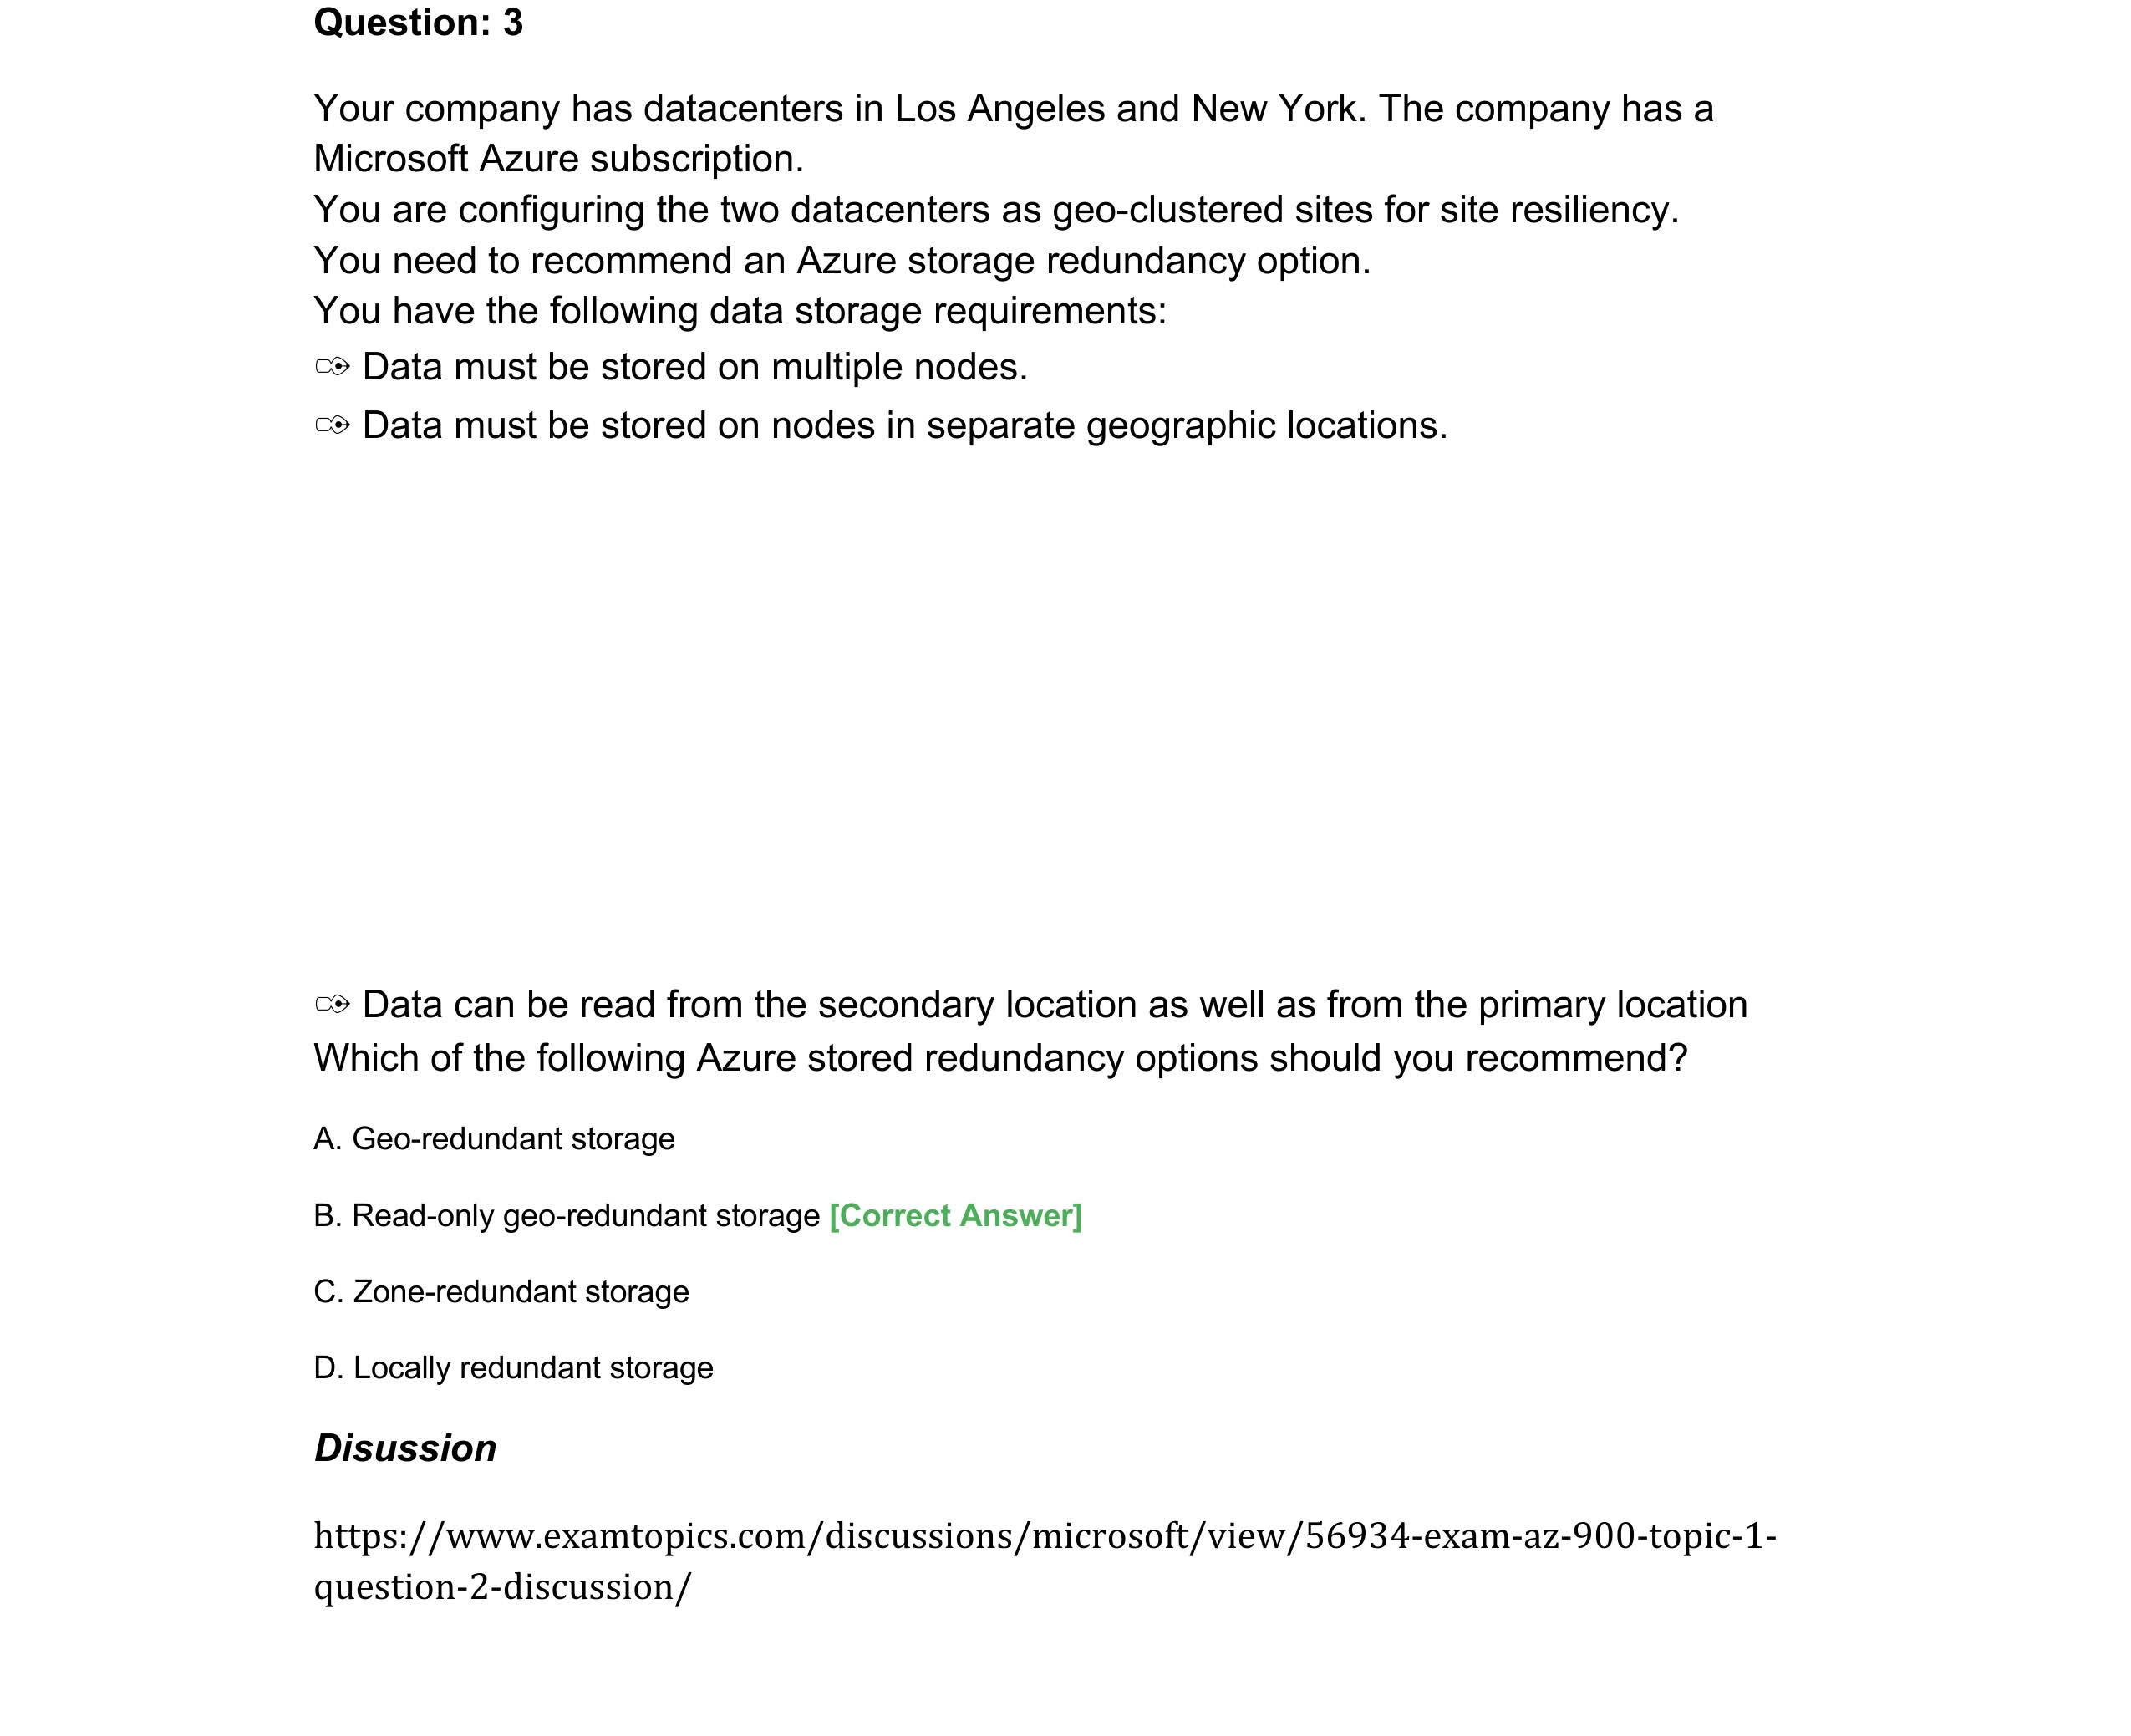 Question: 3
Your company has datacenters in Los Angeles and New York. The company has a
Microsoft Azure subscription.
You are configuring the two datacenters as geo-clustered sites for site resiliency.
You need to recommend an Azure storage redundancy option.
You have the following data storage requirements:
✑ Data must be stored on multiple nodes.
✑ Data must be stored on nodes in separate geographic locations.
✑ Data can be read from the secondary location as well as from the primary location
Which of the following Azure stored redundancy options should you recommend?
A. Geo-redundant storage
B. Read-only geo-redundant storage [Correct Answer]
C. Zone-redundant storage
D. Locally redundant storage
Disussion
https://www.examtopics.com/discussions/microsoft/view/56934-exam-az-900-topic-1-
question-2-discussion/